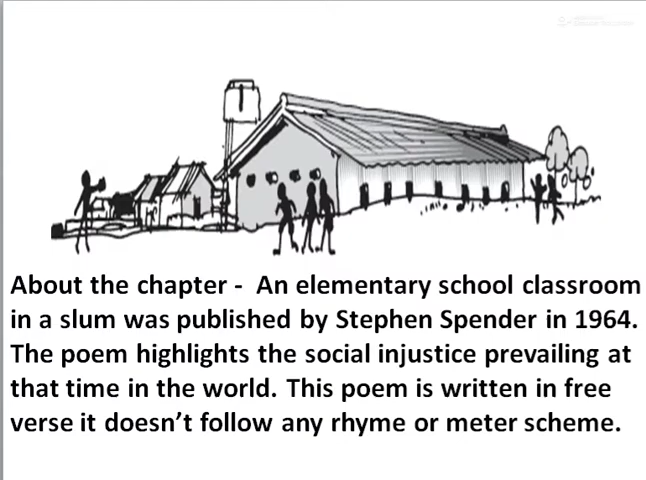 About the chapter - An elementary school classroom
in a slum was published by Stephen Spender in 1964.
The poem highlights the social injustice prevailing at
that time in the world. This poem is written in free
verse it doesn't follow any rhyme or meter scheme.